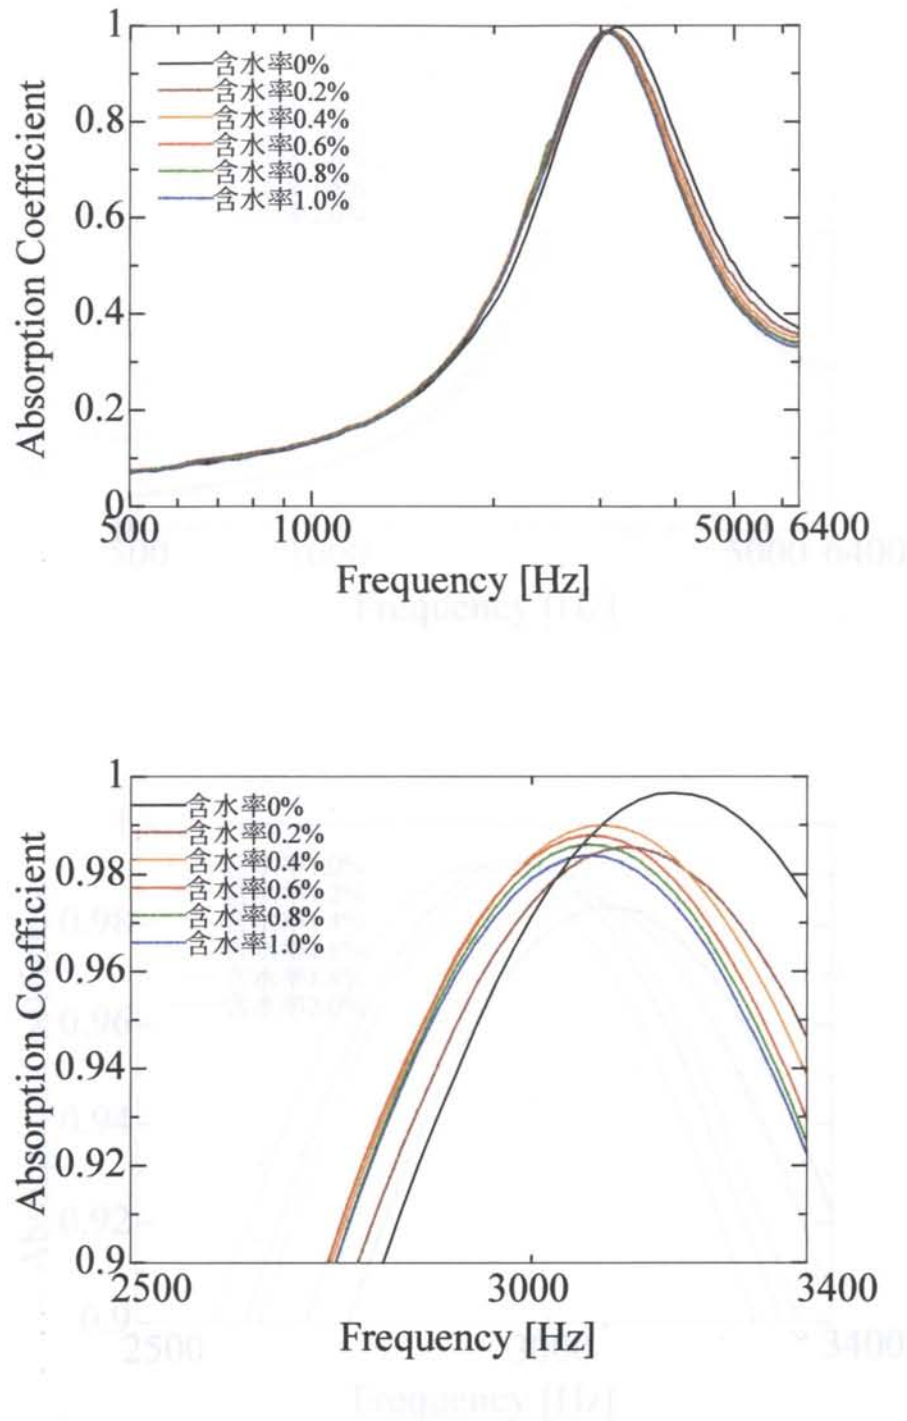 1
0.8
0.6
0.4
0.2
0
Absorption Coefficient
含水率0%
含水率0.2%
含水率0.4%
含水率0.6%
含水率0.8%
含水率1.0%
500 1000 5000 6400
Frequency [Hz]
1
0.98
0.96
0.94
0.92
0.9
Absorption Coefficient
含水率0%
含水率0.2%
含水率0.4%
含水率0.6%
含水率0.8%
含水率1.0%
2500 3000 3400
Frequency [Hz]